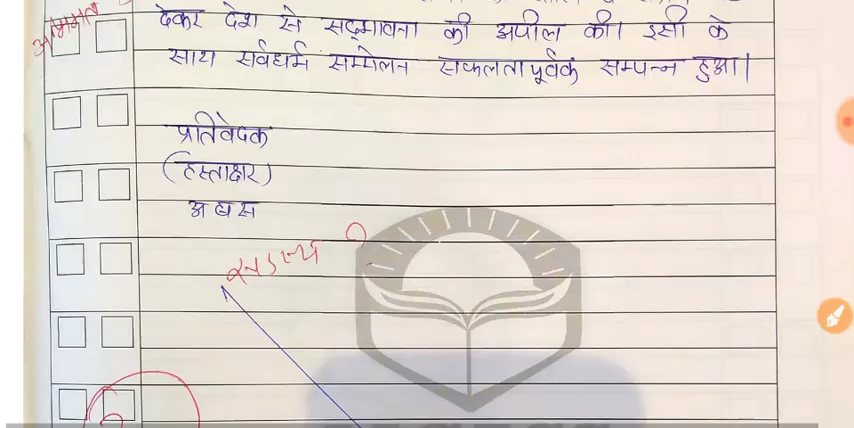 देकर देश से सद्‌भावना की अपील की। इसी के
साथ सर्वधर्म सम्मेलन सफलतापूर्वक सम्पन्न हुआ।
प्रतिवेदक
(हस्ताक्षर)
अ ब स